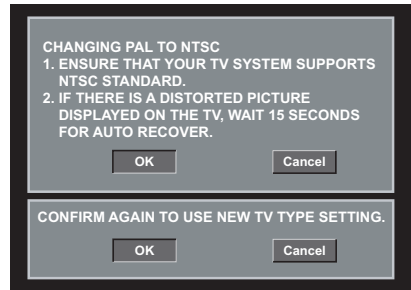 CHANGING PAL TO NTSC
1. ENSURE THAT YOUR TV SYSTEM SUPPORTS
NTSC STANDARD.
2. IF THERE IS A DISTORTED PICTURE
DISPLAYED ON THE TV, WAIT 15 SECONDS
FOR AUTO RECOVER.
OK Cancel
CONFIRM AGAIN TO USE NEW TV TYPE SETTING.
OK Cancel